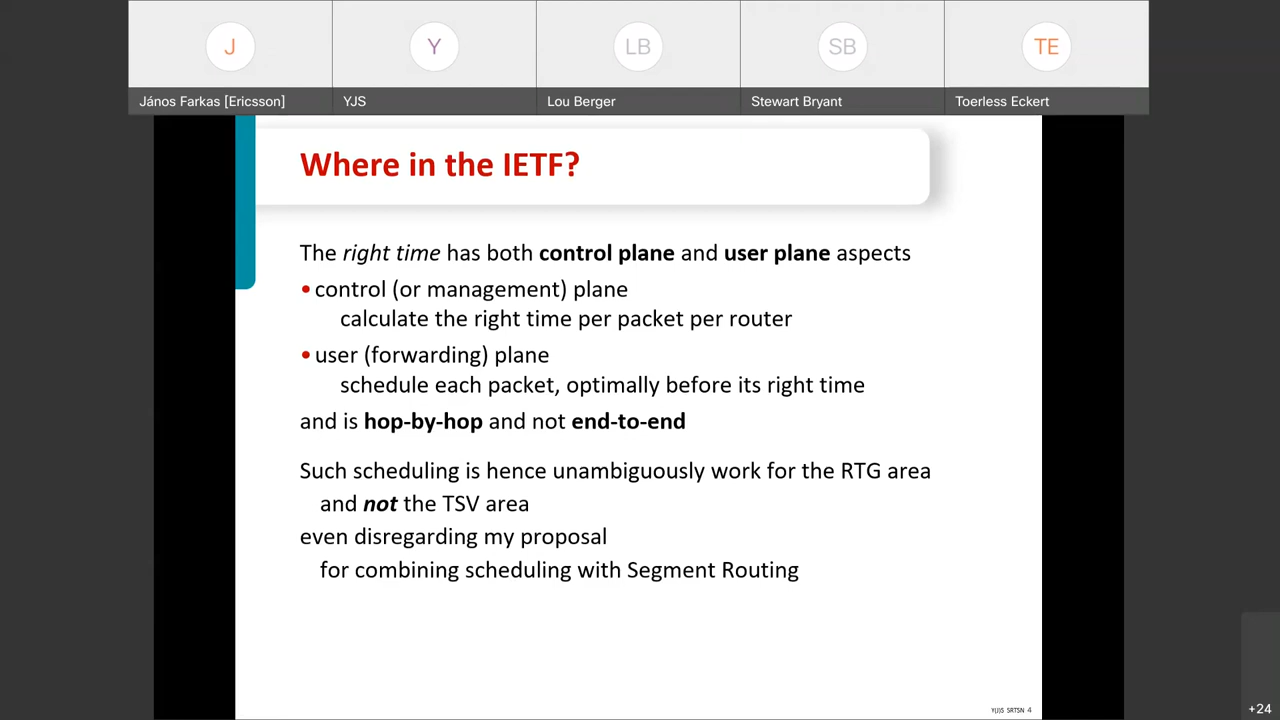 J
Y
LB
SB
TE
János Farkas [Ericsson]
YJS
Lou Berger
Stewart Bryant
Toerless Eckert
Where in the IETF?
The right time has both control plane and user plane aspects
• control (or management) plane
calculate the right time per packet per router
• user (forwarding) plane
schedule each packet, optimally before its right time
and is hop-by-hop and not end-to-end
Such scheduling is hence unambiguously work for the RTG area
and not the TSV area
even disregarding my proposal
for combining scheduling with Segment Routing
Y(J)S SRTSN 4
+24